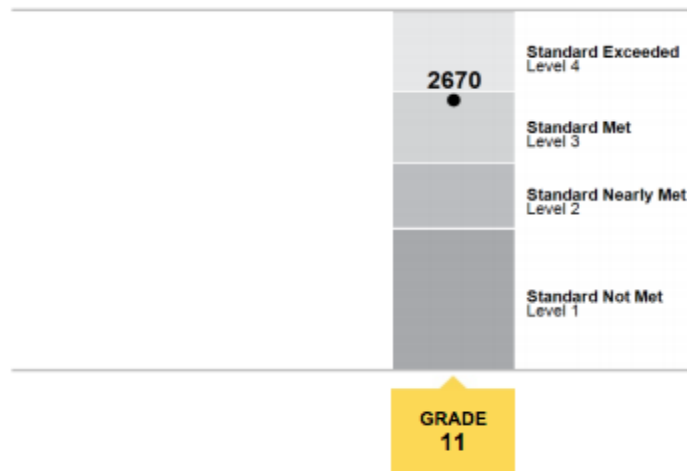 Standard Exceeded
Level 4
2670
Standard Met
Level 3
Standard Nearly Met
Level 2
Standard Not Met
Level 1
GRADE
11